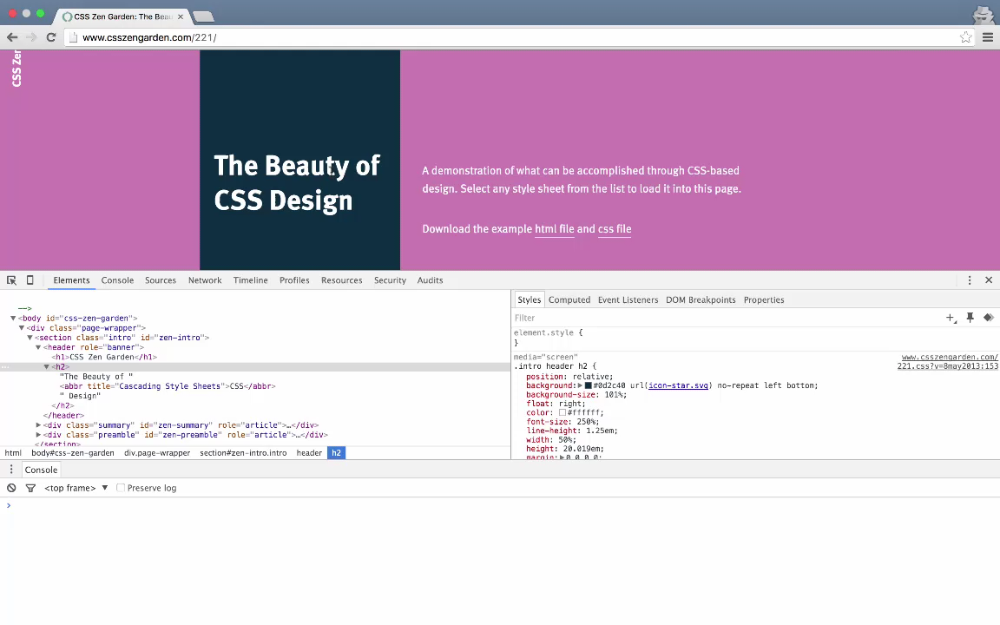 CSS Zen Garden: The Beau
www.csszengarden.com/221/
CSS Zen
The Beauty of
CSS Design
A demonstration of what can be accomplished through CSS-based
design. Select any style sheet from the list to load it into this page.
Download the example html file and css file
Elements Console Sources Network Timeline Profiles Resources Security Audits
-->
▼<body id="css-zen-garden">
▼<div class="page-wrapper">
▼<section class="intro" id="zen-intro">
▼<header role="banner">
<h1>CSS Zen Garden</h1>
▼<h2>
"The Beauty of "
<abbr title="Cascading Style Sheets">CSS</abbr>
" Design"
</h2>
</header>
▶<div class="summary" id="zen-summary" role="article">…</div>
▶<div class="preamble" id="zen-preamble" role="article">…</div>
</section>
html body#css-zen-garden div.page-wrapper section#zen-intro.intro header h2
Styles Computed Event Listeners DOM Breakpoints Properties
Filter
element.style {
}
media="screen" www.csszengarden.com/
.intro header h2 { 221.css?v=8may2013:153
position: relative;
background:▶#0d2c40 url(icon-star.svg) no-repeat left bottom;
background-size: 101%;
float: right;
color: #ffffff;
font-size: 250%;
line-height: 1.25em;
width: 50%;
height: 20.019em;
margin:▶0 0 0 0;
Console
<top frame> ▼ Preserve log
>